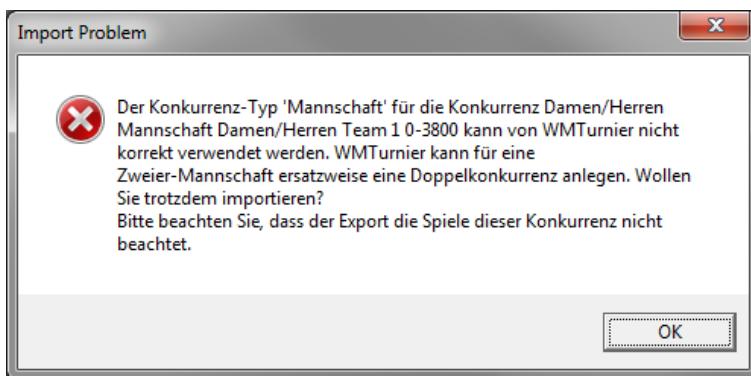 Import Problem
Der Konkurrenz-Typ 'Mannschaft' für die Konkurrenz Damen/Herren
Mannschaft Damen/Herren Team 1 0-3800 kann von WMTurnier nicht
korrekt verwendet werden. WMTurnier kann für eine
Zweier-Mannschaft ersatzweise eine Doppelkonkurrenz anlegen. Wollen
Sie trotzdem importieren?
Bitte beachten Sie, dass der Export die Spiele dieser Konkurrenz nicht
beachtet.
OK